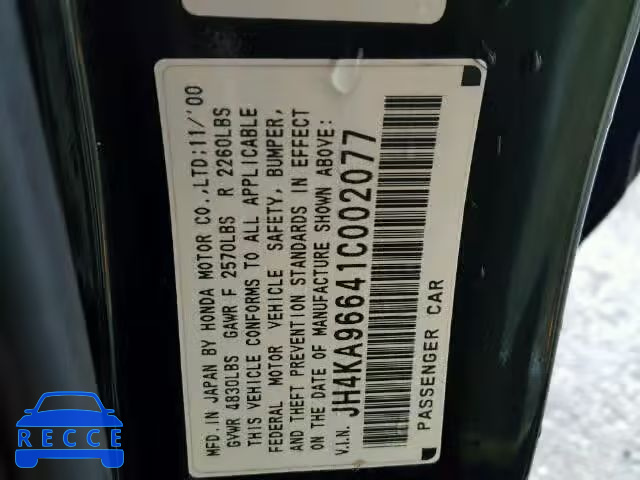 MFD.IN JAPAN BY HONDA MOTOR CO.,LTD:11/'00
GVWR 4830LBS GAWR F 2570LBS R 2260LBS
THIS VEHICLE CONFORMS TO ALL APPLICABLE
FEDERAL MOTOR VEHICLE SAFETY, BUMPER,
AND THEFT PREVENTION STANDARDS IN EFFECT
ON THE DATE OF MANUFACTURE SHOWN ABOVE:
V.I.N. JH4KA96641C002077
PASSENGER CAR
RECCE